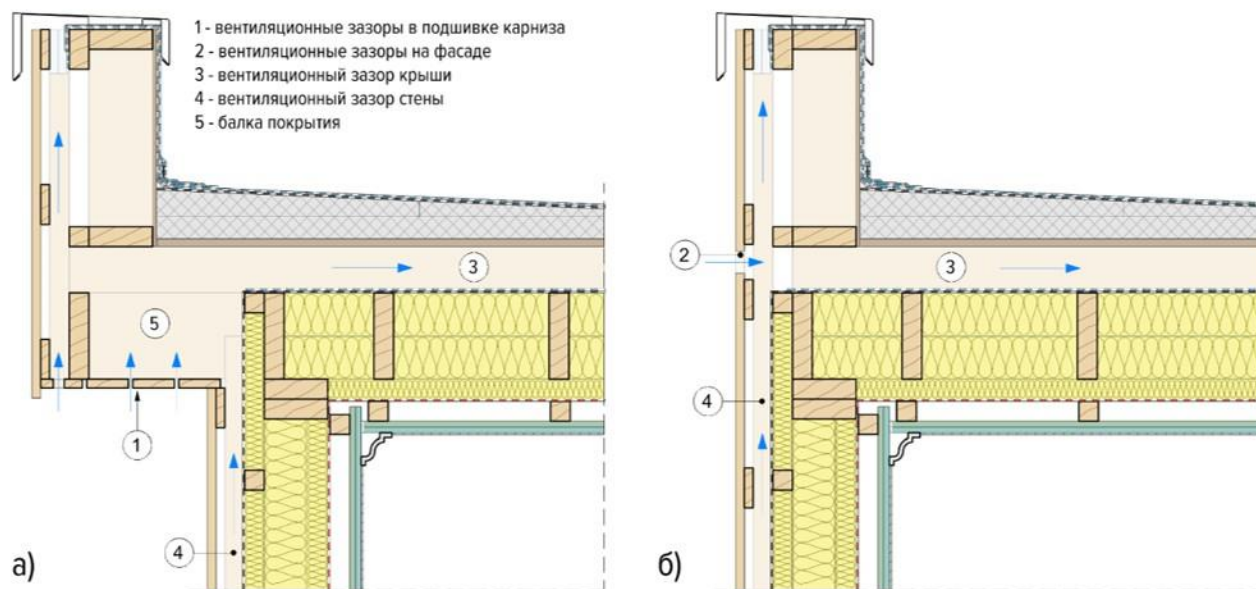 1 - вентиляционные зазоры в подшивке карниза
2 - вентиляционные зазоры на фасаде
3 - вентиляционный зазор крыши
4 - вентиляционный зазор стены
5 - балка покрытия
2
3
3
5
4
1
4
а)
б)